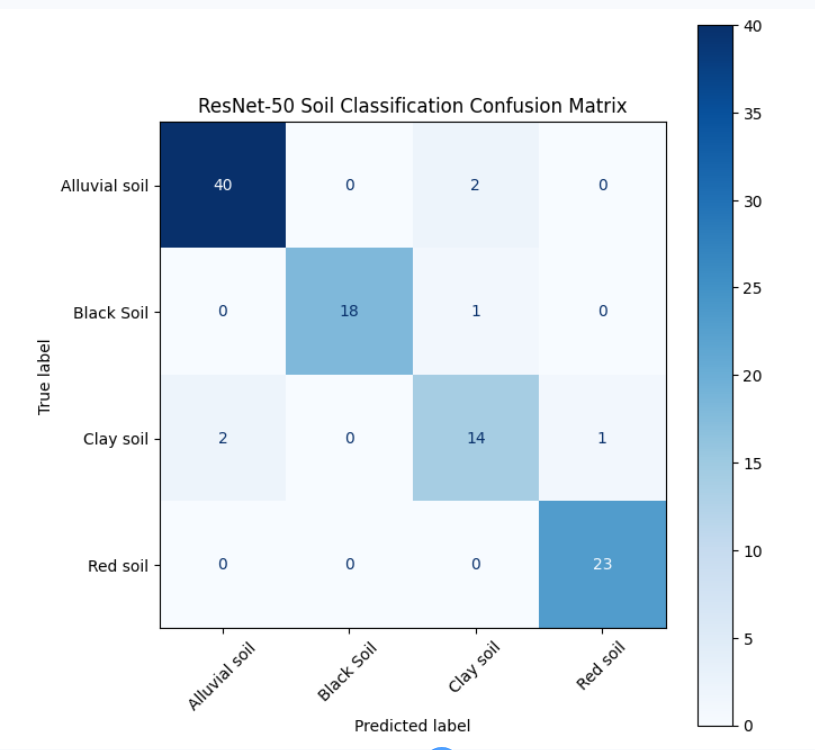 ResNet-50 Soil Classification Confusion Matrix
Alluvial soil 40 0 2 0
Black Soil 0 18 1 0
Clay soil 2 0 14 1
Red soil 0 0 0 23
True label
Alluvial soil Black Soil Clay soil Red soil
Predicted label
40
35
30
25
20
15
10
5
0